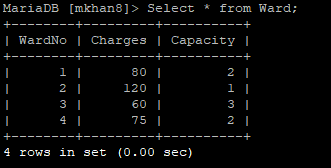 MariaDB [mkhan8]> Select * from Ward;
+--------+---------+----------+
| WardNo | Charges | Capacity |
+--------+---------+----------+
|      1 |      80 |        2 |
|      2 |     120 |        1 |
|      3 |      60 |        3 |
|      4 |      75 |        2 |
+--------+---------+----------+
4 rows in set (0.00 sec)